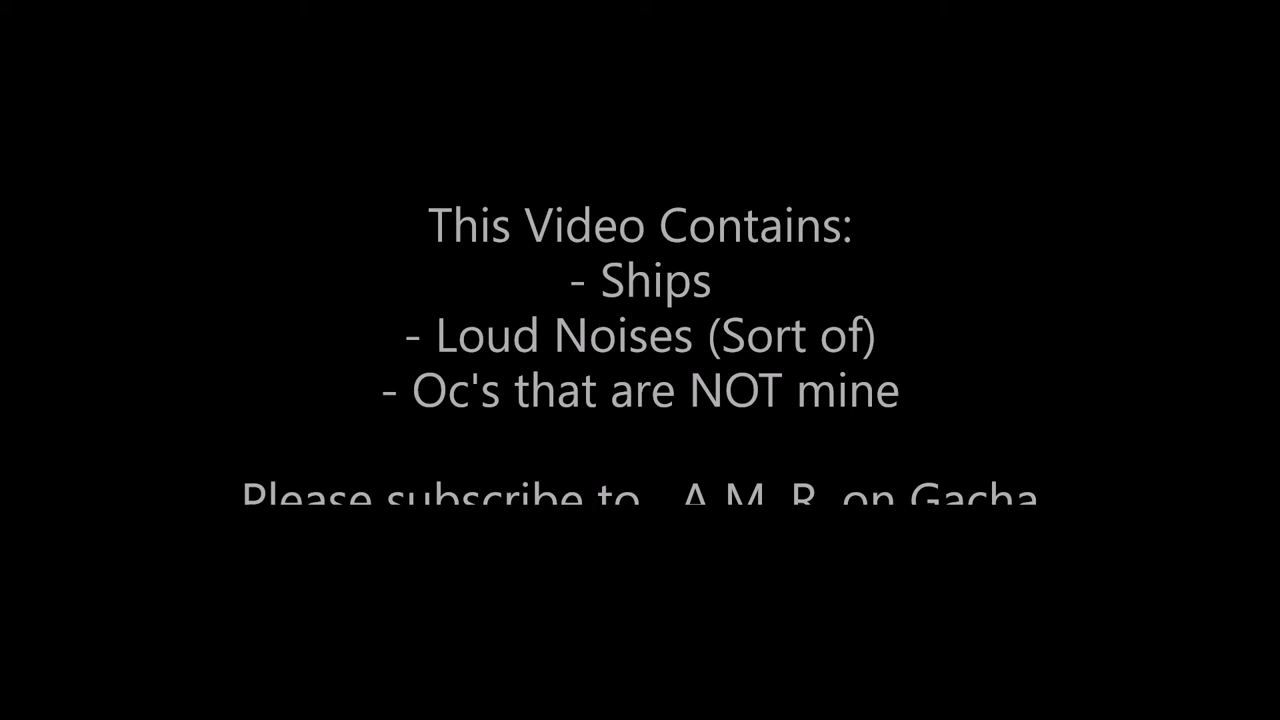 This Video Contains:
- Ships
- Loud Noises (Sort of)
- Oc's that are NOT mine
Please subscribe to A.M. R. on Gacha